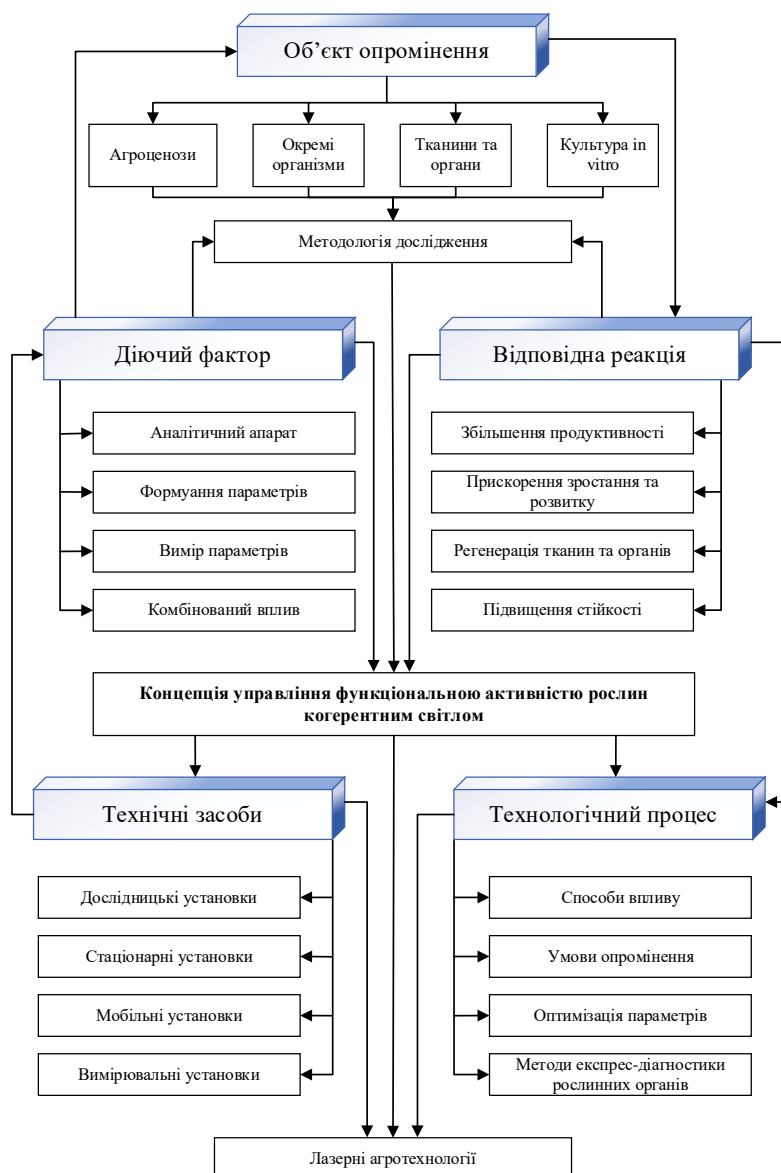 Об’єкт опромінення
Агроценози
Окремі
організми
Тканини та
органи
Культура in
vitro
Методологія дослідження
Діючий фактор
Відповідна реакція
Аналітичний апарат
Формуання параметрів
Вимір параметрів
Комбінований вплив
Збільшення продуктивності
Прискорення зростання та
розвитку
Регенерація тканин та органів
Підвищення стійкості
Концепція управління функціональною активністю рослин
когерентним світлом
Технічні засоби
Технологічний процес
Дослідницькі установки
Стаціонарні установки
Мобільні установки
Вимірювальні установки
Способи впливу
Умови опромінення
Оптимізація параметрів
Методи експрес-діагностики
рослинних органів
Лазерні агротехнології